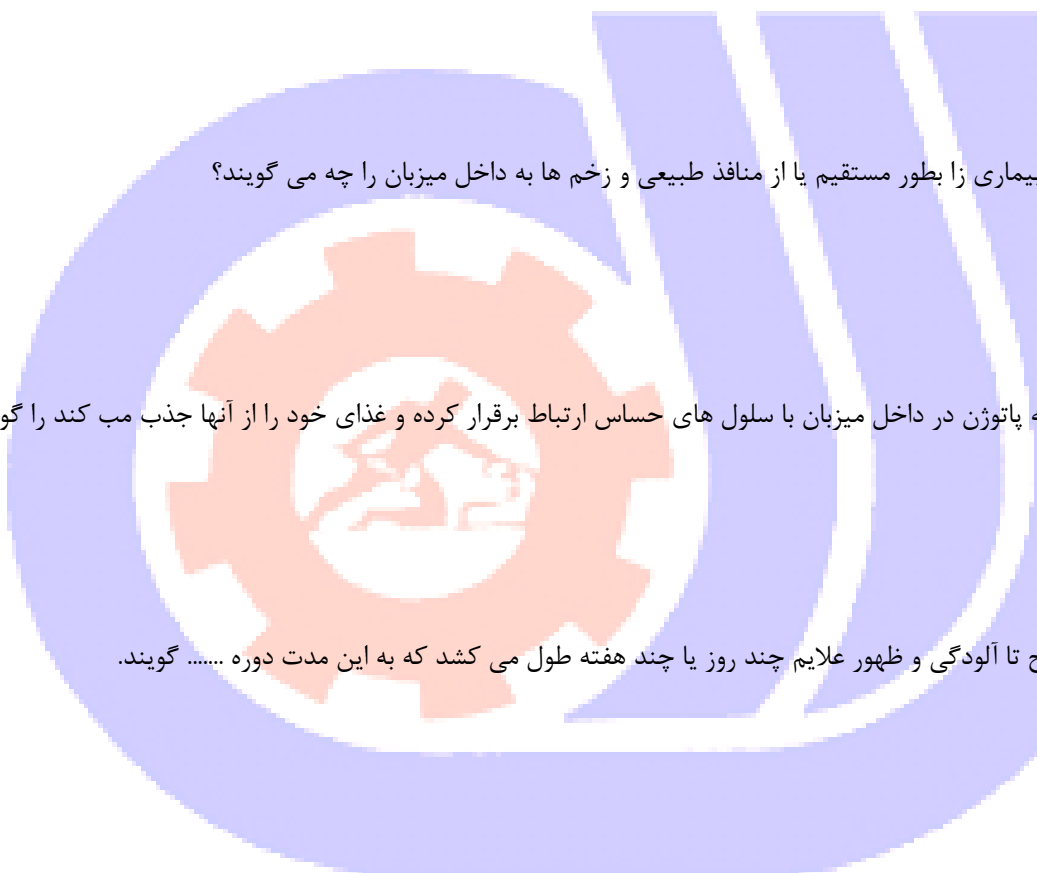 بیماری زا بطور مستقیم یا از منافذ طبیعی و زخم ها به داخل میزبان را چه می گویند؟
پاتوژن در داخل میزبان با سلول های حساس ارتباط برقرار کرده و غذای خود را از آنها جذب مب کند را
تا آلودگی و ظهور علایم چند روز یا چند هفته طول می کشد که به این مدت دوره ....... گویند.